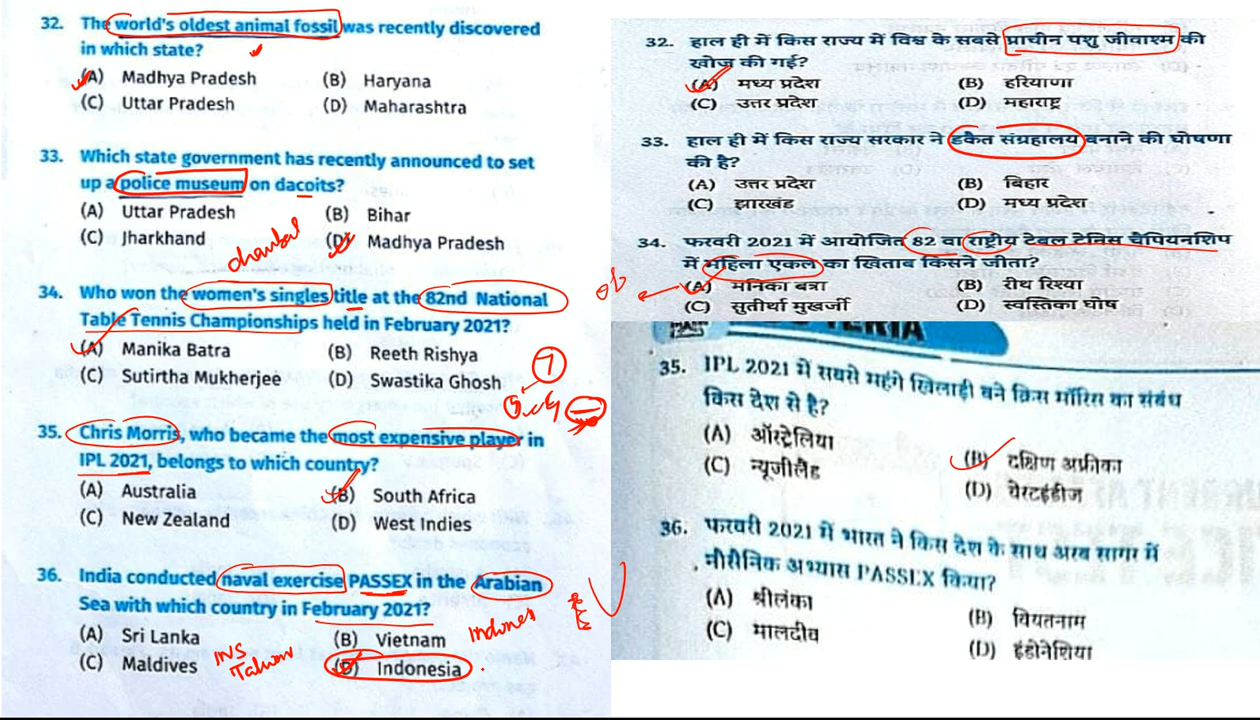 32. The world's oldest animal fossil was recently discovered
in which state?
(A) Madhya Pradesh (B) Haryana
(C) Uttar Pradesh (D) Maharashtra
33. Which state government has recently announced to set
up a police museum on dacoits?
(A) Uttar Pradesh (B) Bihar
(C) Jharkhand (D) Madhya Pradesh
chambal
34. Who won the women's singles title at the 82nd National
Table Tennis Championships held in February 2021?
(A) Manika Batra (B) Reeth Rishya
(C) Sutirtha Mukherjee (D) Swastika Ghosh
7
35. Chris Morris, who became the most expensive player in
IPL 2021, belongs to which country?
(A) Australia (B) South Africa
(C) New Zealand (D) West Indies
36. India conducted naval exercise PASSEX in the Arabian
Sea with which country in February 2021?
(A) Sri Lanka (B) Vietnam
(C) Maldives (D) Indonesia
INS
Talwar
Indones
32. हाल ही में किस राज्य में विश्व के सबसे प्राचीन पशु जीवाश्म की
खोज की गई?
(A) मध्य प्रदेश (B) हरियाणा
(C) उत्तर प्रदेश (D) महाराष्ट्र
33. हाल ही में किस राज्य सरकार ने डकैत संग्रहालय बनाने की घोषणा
की है?
(A) उत्तर प्रदेश (B) बिहार
(C) झारखंड (D) मध्य प्रदेश
34. फरवरी 2021 में आयोजित 82 वां राष्ट्रीय टेबल टेनिस चैंपियनशिप
में महिला एकल का खिताब किसने जीता?
(A) मनिका बत्रा (B) रीथ रिश्या
(C) सुतीर्था मुखर्जी (D) स्वस्तिका घोष
35. IPL 2021 में सबसे महंगे खिलाड़ी बने क्रिस मॉरिस का संबंध
किस देश से है?
(A) ऑस्ट्रेलिया (B) दक्षिण अफ्रीका
(C) न्यूजीलैंड (D) वेस्टइंडीज
36. फरवरी 2021 में भारत ने किस देश के साथ अरब सागर में
नौसैनिक अभ्यास PASSEX किया?
(A) श्रीलंका (B) वियतनाम
(C) मालदीव (D) इंडोनेशिया